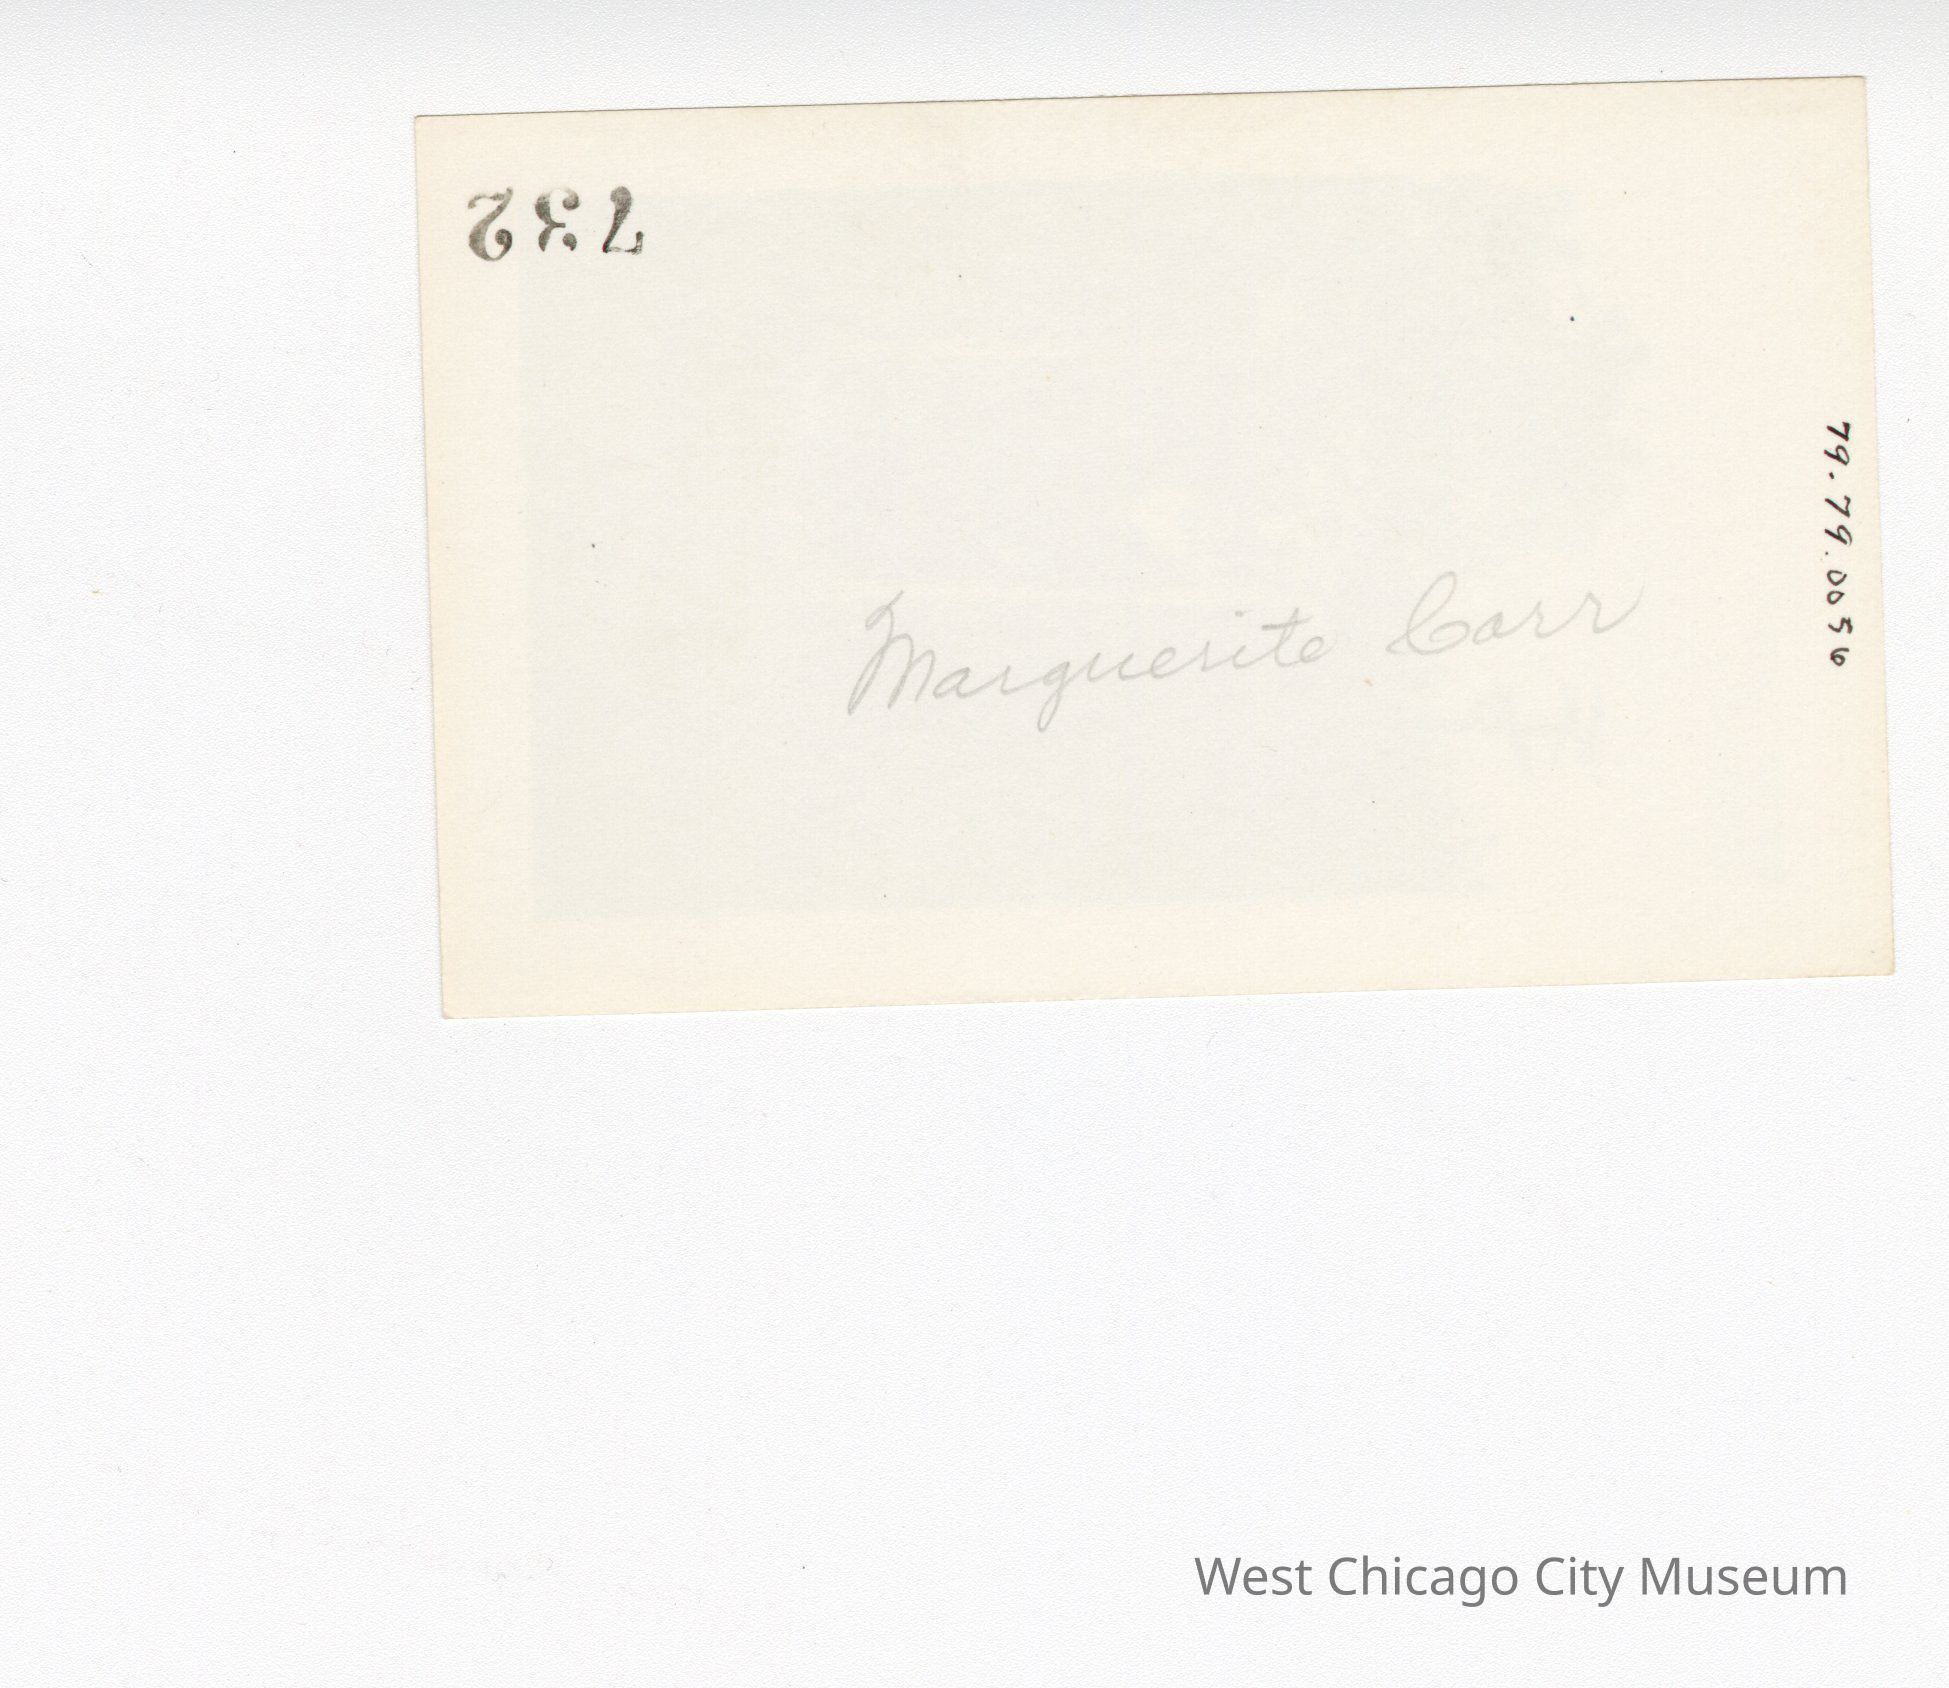 732
Marguerite Carr
79.79.0056
West Chicago City Museum